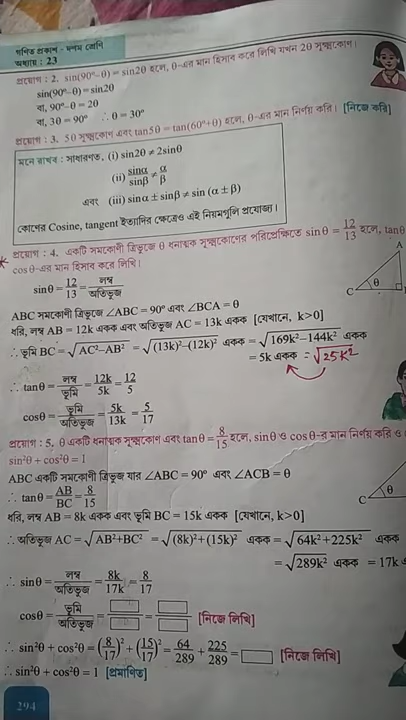 গণিত প্রকাশ - দশম শ্রেণি
অধ্যায় : 23
প্রয়োগ : 2. sin(90°–θ) = sin2θ হলে, θ-এর মান হিসাব করে লিখি যখন 2θ সূক্ষ্মকোণ।
sin(90°–θ) = sin2θ
বা, 90°–θ = 2θ
বা, 3θ = 90° ∴ θ = 30°
প্রয়োগ : 3. 5θ সূক্ষ্মকোণ এবং tan5θ = tan(60°+θ) হলে, θ-এর মান নির্ণয় করি। [নিজে করি]
মনে রাখব : সাধারণত, (i) sin2θ ≠ 2sinθ
(ii) sinα/sinβ ≠ α/β
এবং (iii) sinα ± sinβ ≠ sin (α ± β)
কোণের Cosine, tangent ইত্যাদির ক্ষেত্রেও এই নিয়মগুলি প্রযোজ্য।
প্রয়োগ : 4. একটি সমকোণী ত্রিভুজে θ ধনাত্মক সূক্ষ্মকোণের পরিপ্রেক্ষিতে sinθ = 12/13 হলে, tanθ
cosθ-এর মান হিসাব করে লিখি।
A
sinθ = 12/13 = লম্ব/অতিভুজ
C θ
ABC সমকোণী ত্রিভুজে ∠ABC = 90° এবং ∠BCA = θ
ধরি, লম্ব AB = 12k একক এবং অতিভুজ AC = 13k একক [যেখানে, k>0]
∴ ভূমি BC = √AC²–AB² = √(13k)²–(12k)² একক = √169k²–144k² একক
= 5k একক = √25k²
∴ tanθ = লম্ব/ভূমি = 12k/5k = 12/5
cosθ = ভূমি/অতিভুজ = 5k/13k = 5/17
প্রয়োগ : 5. θ একটি ধনাত্মক সূক্ষ্মকোণ এবং tanθ = 8/15 হলে, sinθ ও cosθ-র মান নির্ণয় করি ও
sin²θ + cos²θ = 1
ABC একটি সমকোণী ত্রিভুজ যার ∠ABC = 90° এবং ∠ACB = θ
∴ tanθ = AB/BC = 8/15
C θ
ধরি, লম্ব AB = 8k একক এবং ভূমি BC = 15k একক [যেখানে, k>0]
∴ অতিভুজ AC = √AB²+BC² = √(8k)²+(15k)² একক = √64k²+225k² একক
= √289k² একক = 17k
∴ sinθ = লম্ব/অতিভুজ = 8k/17k = 8/17
cosθ = ভূমি/অতিভুজ = □/□ = □/□ [নিজে লিখি]
∴ sin²θ + cos²θ = (8/17)² + (15/17)² = 64/289 + 225/289 = □ [নিজে লিখি]
∴ sin²θ + cos²θ = 1 [প্রমাণিত]
294